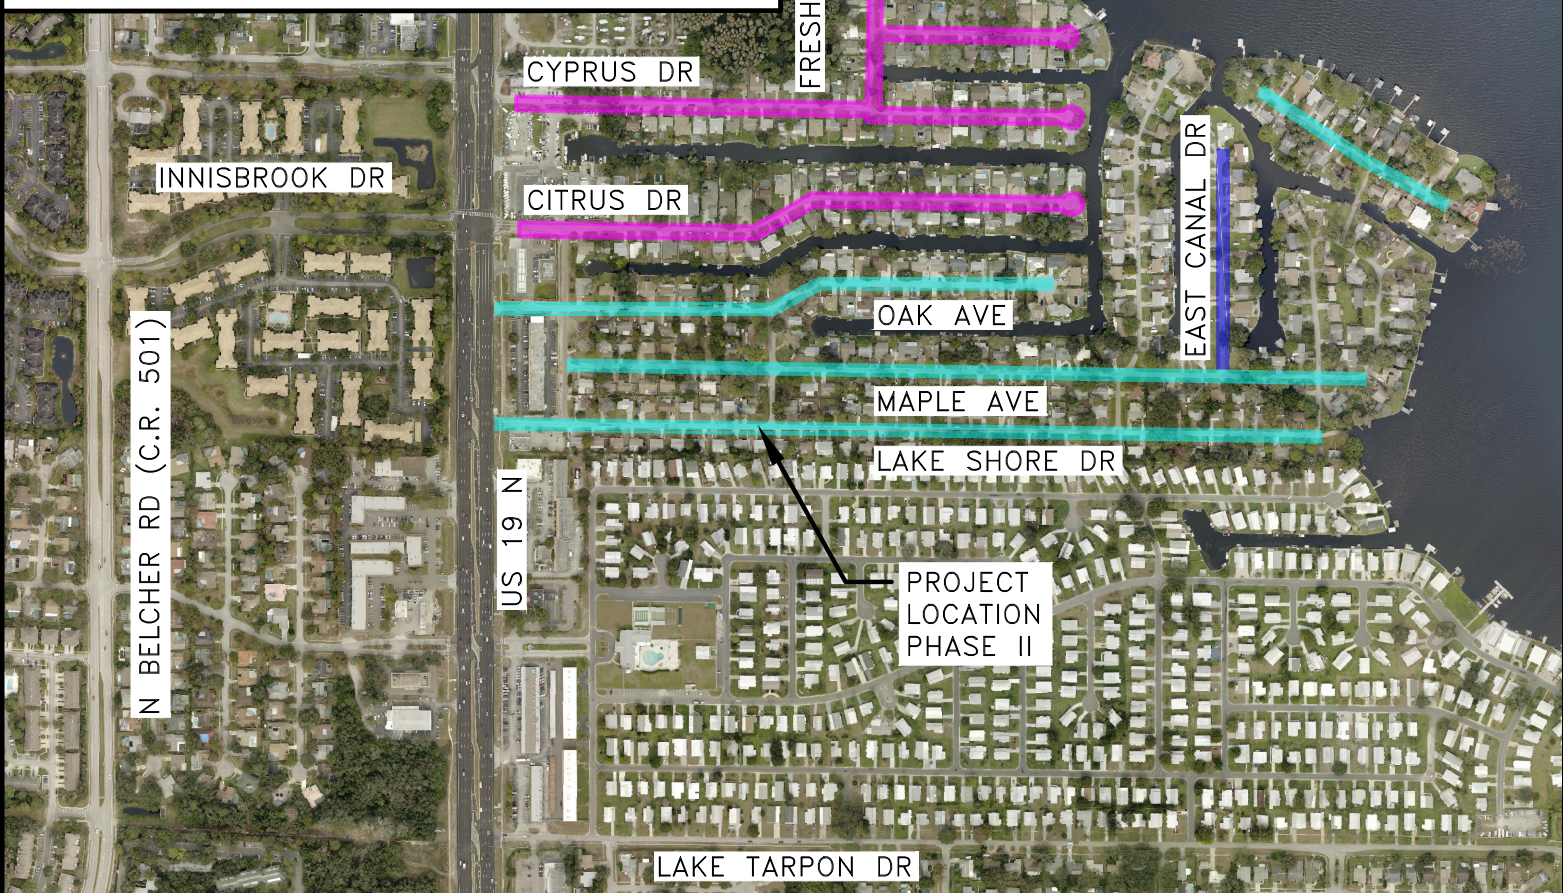 FRESH
CYPRUS DR
INNISBROOK DR
CITRUS DR
EAST CANAL DR
OAK AVE
N BELCHER RD (C.R. 501)
MAPLE AVE
LAKE SHORE DR
US 19 N
PROJECT
LOCATION
PHASE II
LAKE TARPON DR